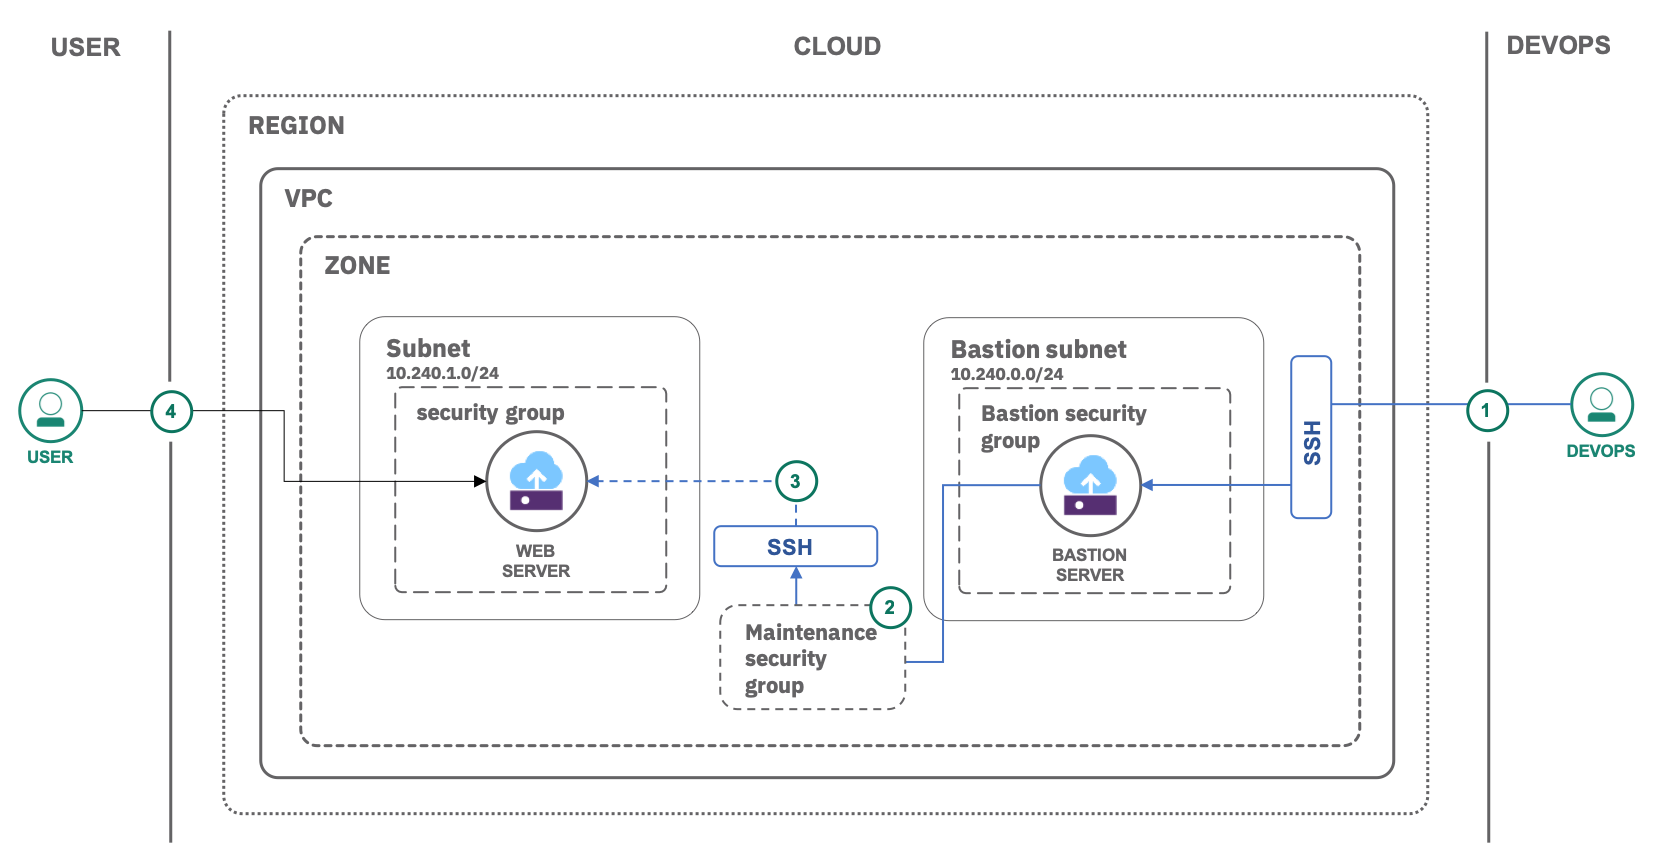 USER
CLOUD
DEVOPS
REGION
VPC
ZONE
Subnet
10.240.1.0/24
security group
WEB
SERVER
Bastion subnet
10.240.0.0/24
Bastion security
group
BASTION
SERVER
SSH
4
USER
3
SSH
2
Maintenance
security
group
1
DEVOPS